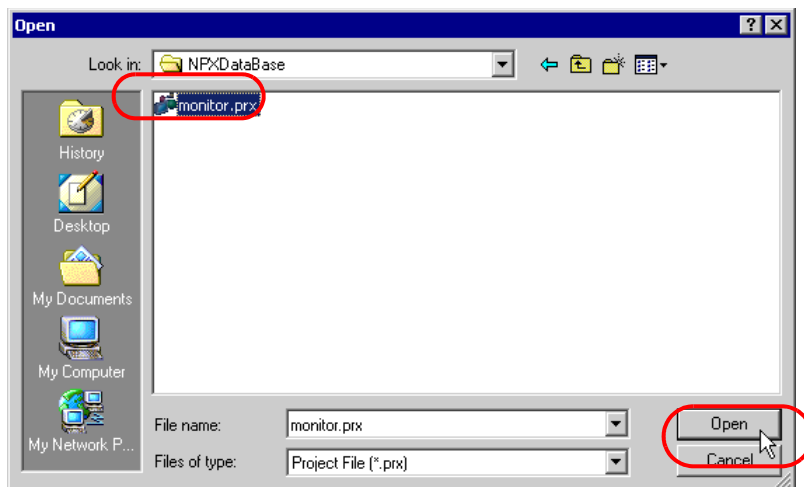 Open
Look in: NPXDataBase
monitor.prx
History
Desktop
My Documents
My Computer
My Network P...
File name: monitor.prx Open
Files of type: Project File (*.prx) Cancel